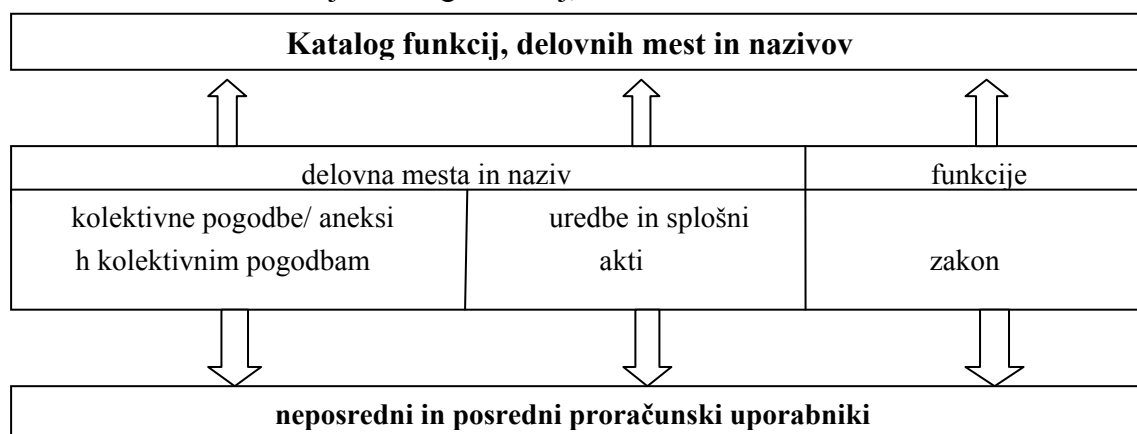 Katalog funkcij, delovnih mest in nazivov
delovna mesta in naziv
funkcije
kolektivne pogodbe/ aneksi
h kolektivnim pogodbam
uredbe in splošni
akti
zakon
neposredni in posredni proračunski uporabniki